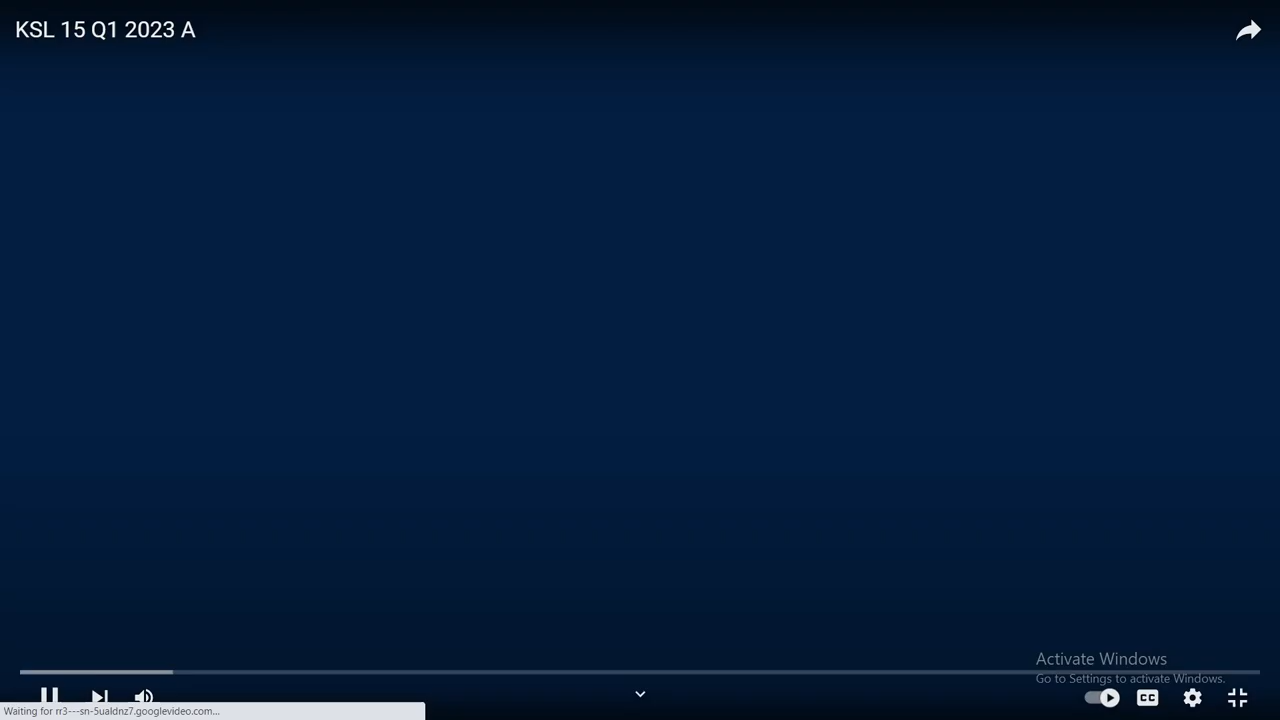 KSL 15 Q1 2023 A
Activate Windows
Go to Settings to activate Windows.
CC
Waiting for rr3---sn-5ualdnz7.googlevideo.com...